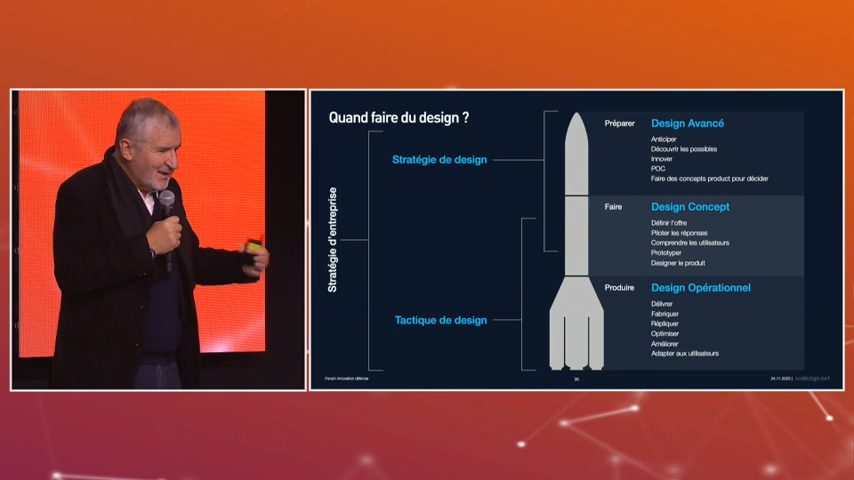 Quand faire du design ?
Stratégie d'entreprise
Stratégie de design
Tactique de design
Préparer
Design Avancé
Anticiper
Découvrir les possibles
Innover
POC
Faire des concepts product pour décider
Faire
Design Concept
Définir l'offre
Piloter les réponses
Comprendre les utilisateurs
Prototyper
Designer le produit
Produire
Design Opérationnel
Délivrer
Fabriquer
Répliquer
Optimiser
Améliorer
Adapter aux utilisateurs
Forum innovation défense